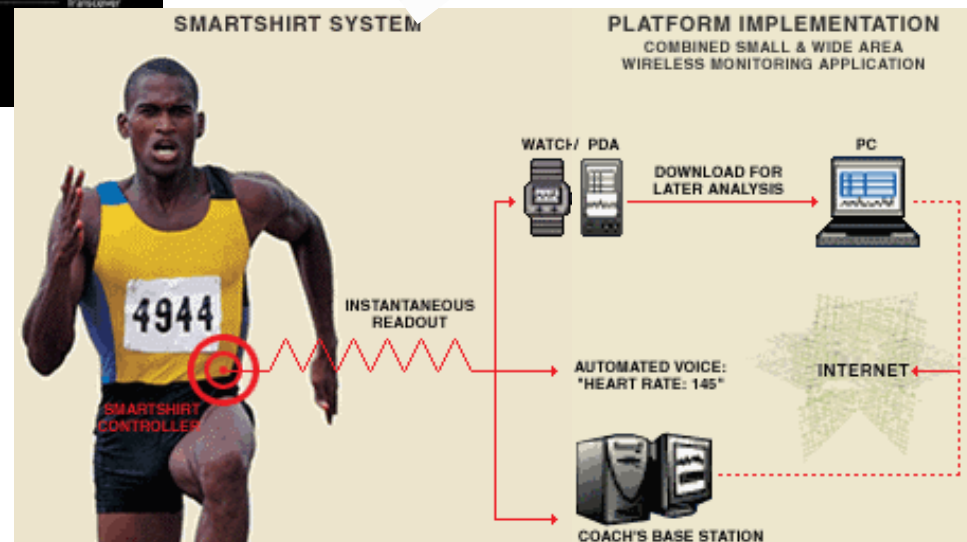 Transceiver
SMARTSHIRT SYSTEM
PLATFORM IMPLEMENTATION
COMBINED SMALL & WIDE AREA
WIRELESS MONITORING APPLICATION
WATCH/ PDA
PC
DOWNLOAD FOR
LATER ANALYSIS
4944
INSTANTANEOUS
READOUT
SMARTSHIRT
CONTROLLER
AUTOMATED VOICE:
"HEART RATE: 145"
INTERNET
COACH'S BASE STATION